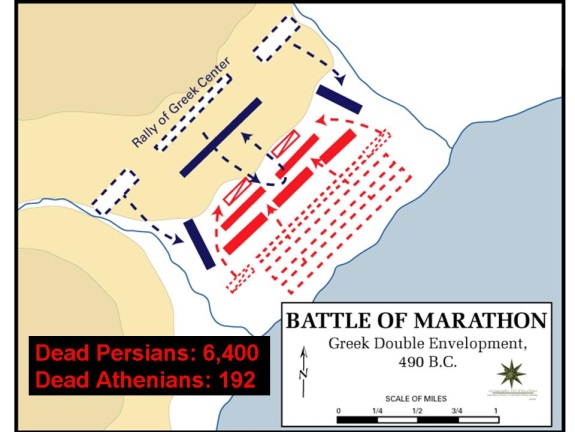 Rally of Greek Center
BATTLE OF MARATHON
Greek Double Envelopment,
490 B.C.
N
SCALE OF MILES
0 1/4 1/2 3/4 1
Dead Persians: 6,400
Dead Athenians: 192